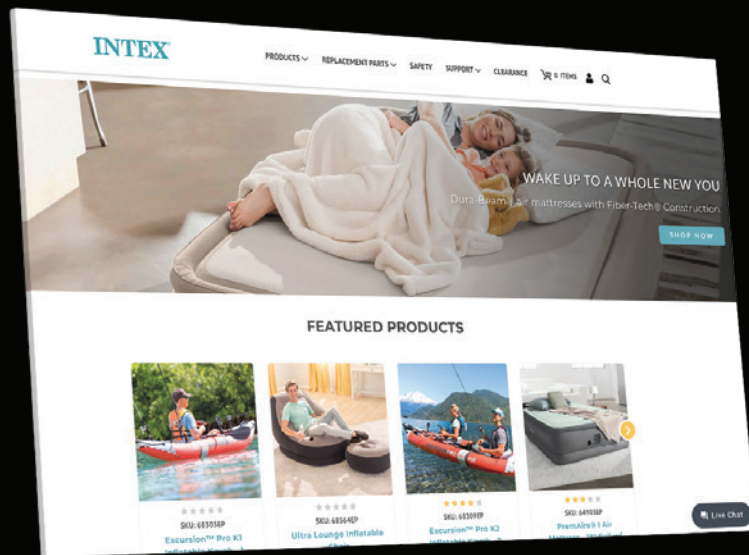 INTEX
PRODUCTS
REPLACEMENT PARTS
SAFETY
SUPPORT
CLEARANCE
0 ITEMS
WAKE UP TO A WHOLE NEW YOU
Dura-Beam® air mattresses with Fiber-Tech® Construction
SHOP NOW
FEATURED PRODUCTS
SKU: 68303EP
Excursion™ Pro K1
SKU: 68564EP
Ultra Lounge Inflatable
Chair
SKU: 68309EP
Excursion™ Pro K2
SKU: 64903EP
PremAire® I Air
Live Chat